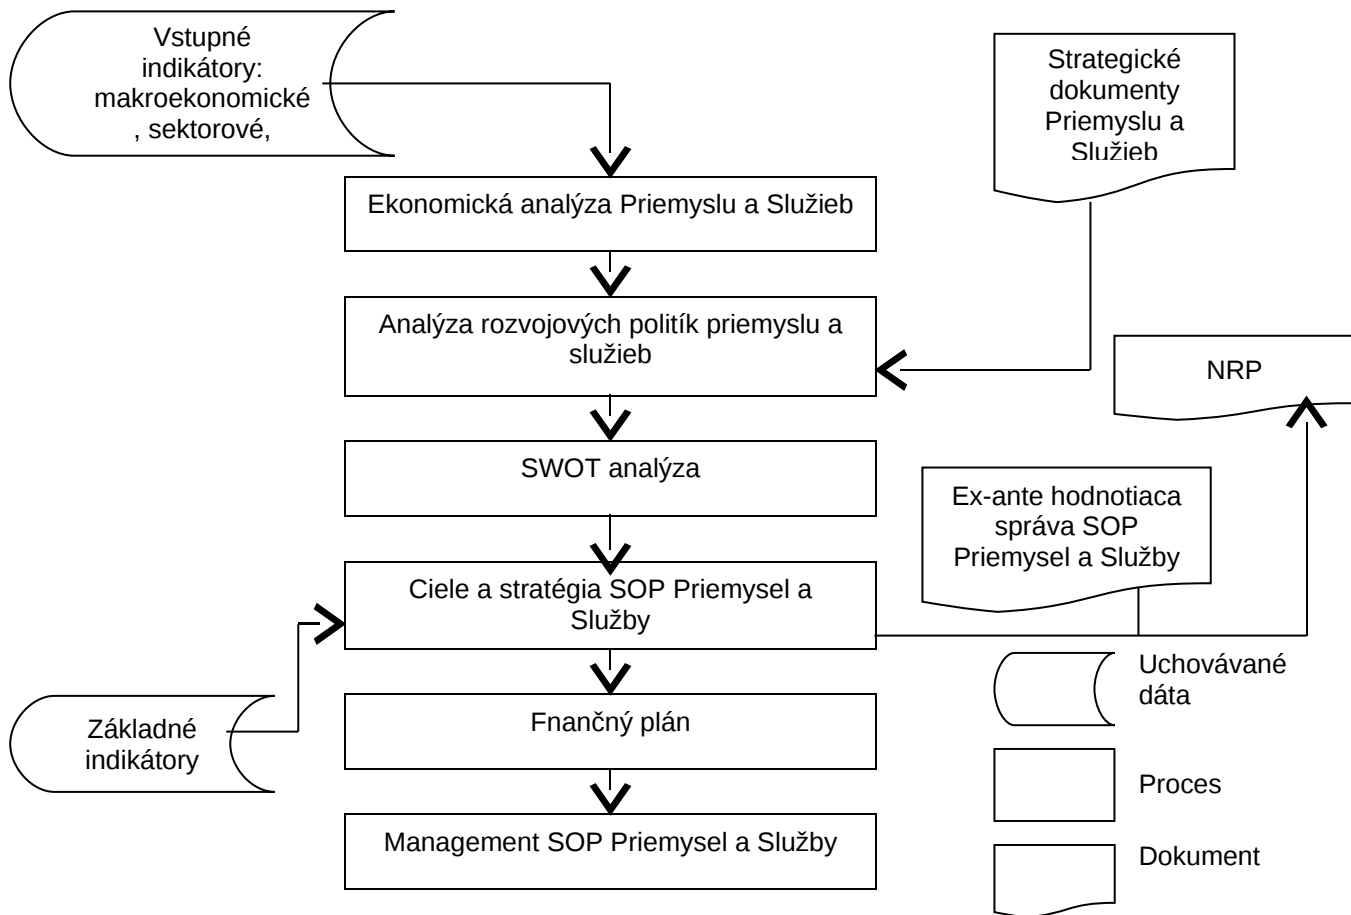 Vstupné
indikátory:
makroekonomické
, sektorové,
Strategické
dokumenty
Priemyslu a
Služieb
Ekonomická analýza Priemyslu a Služieb
Analýza rozvojových politík priemyslu a
služieb
NRP
SWOT analýza
Ex-ante hodnotiaca
správa SOP
Priemysel a Služby
Ciele a stratégia SOP Priemysel a
Služby
Základné
indikátory
Fnančný plán
Management SOP Priemysel a Služby
Uchovávané
dáta
Proces
Dokument